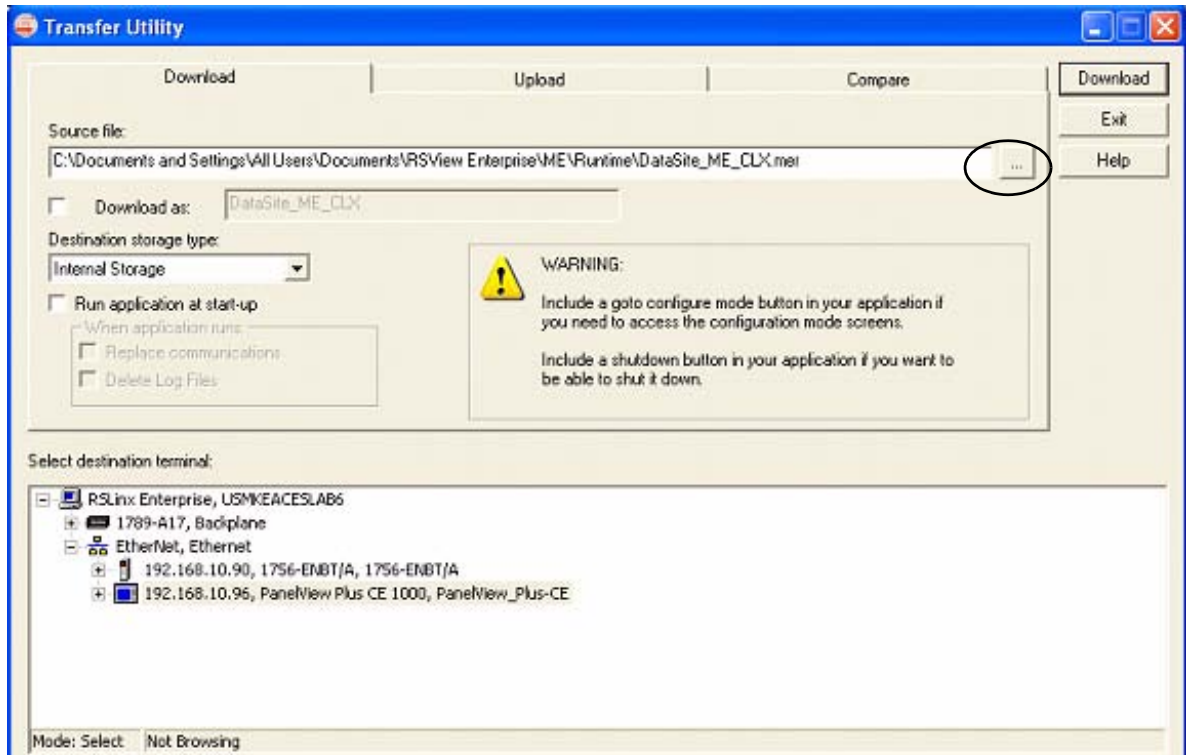 Transfer Utility
Download
Upload
Compare
Download
Exit
Help
Source file:
C:\Documents and Settings\All Users\Documents\RSView Enterprise\ME\Runtime\DataSite_ME_CLX.mer
...
Download as:
DataSite_ME_CLX
Destination storage type:
Internal Storage
Run application at start-up
When application runs
Replace communications
Delete Log Files
WARNING:
Include a goto configure mode button in your application if
you need to access the configuration mode screens.
Include a shutdown button in your application if you want to
be able to shut it down.
Select destination terminal:
RSLinx Enterprise, USMKEACESLAB6
1789-A17, Backplane
EtherNet, Ethernet
192.168.10.90, 1756-ENBT/A, 1756-ENBT/A
192.168.10.96, PanelView Plus CE 1000, PanelView_Plus-CE
Mode: Select
Not Browsing